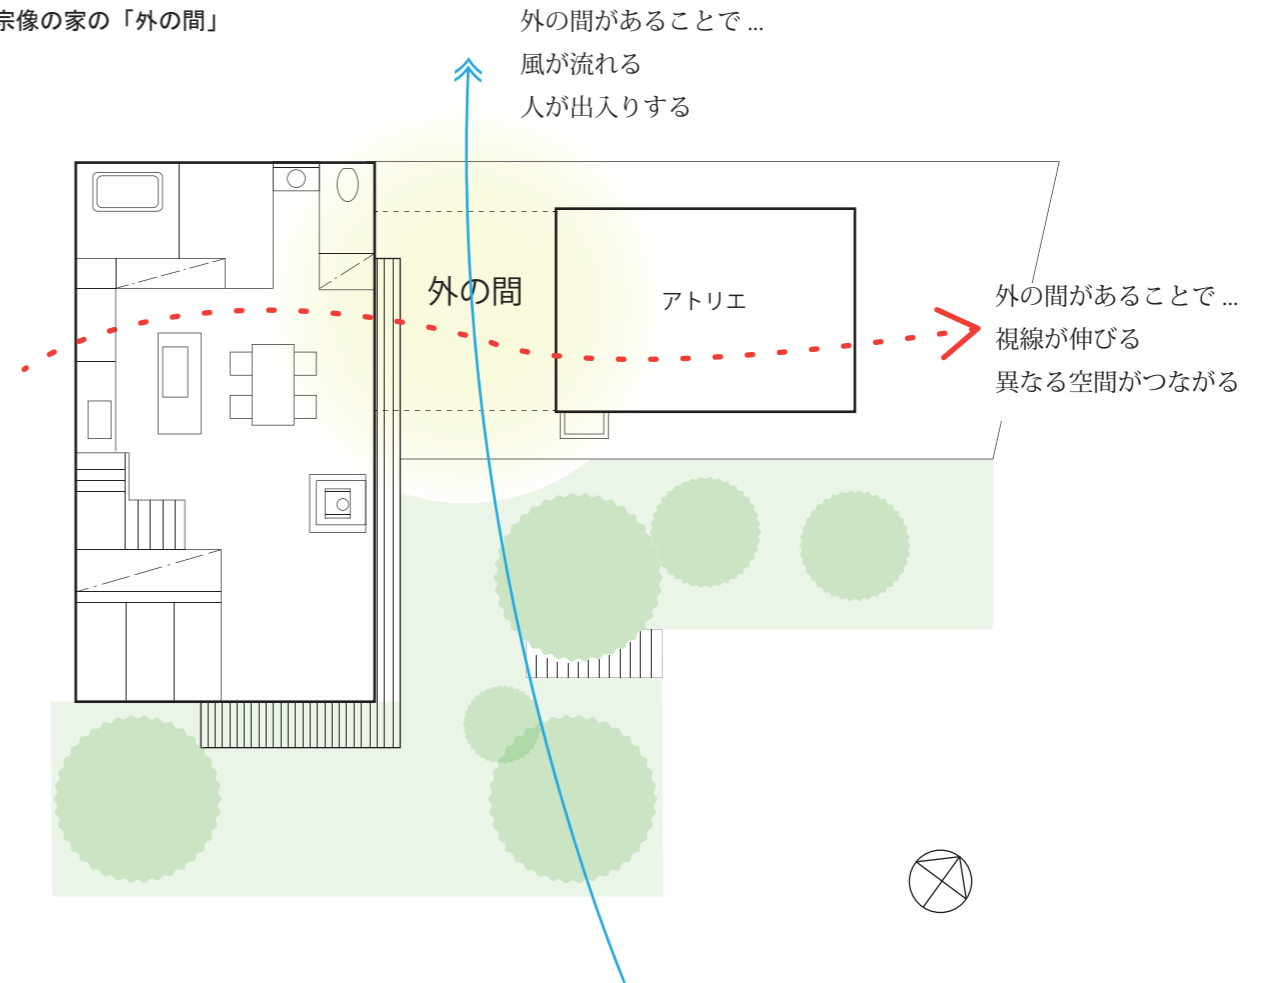 宗像の家の「外の間」
外の間があることで ...
風が流れる
人が出入りする
外の間
アトリエ
外の間があることで ...
視線が伸びる
異なる空間がつながる